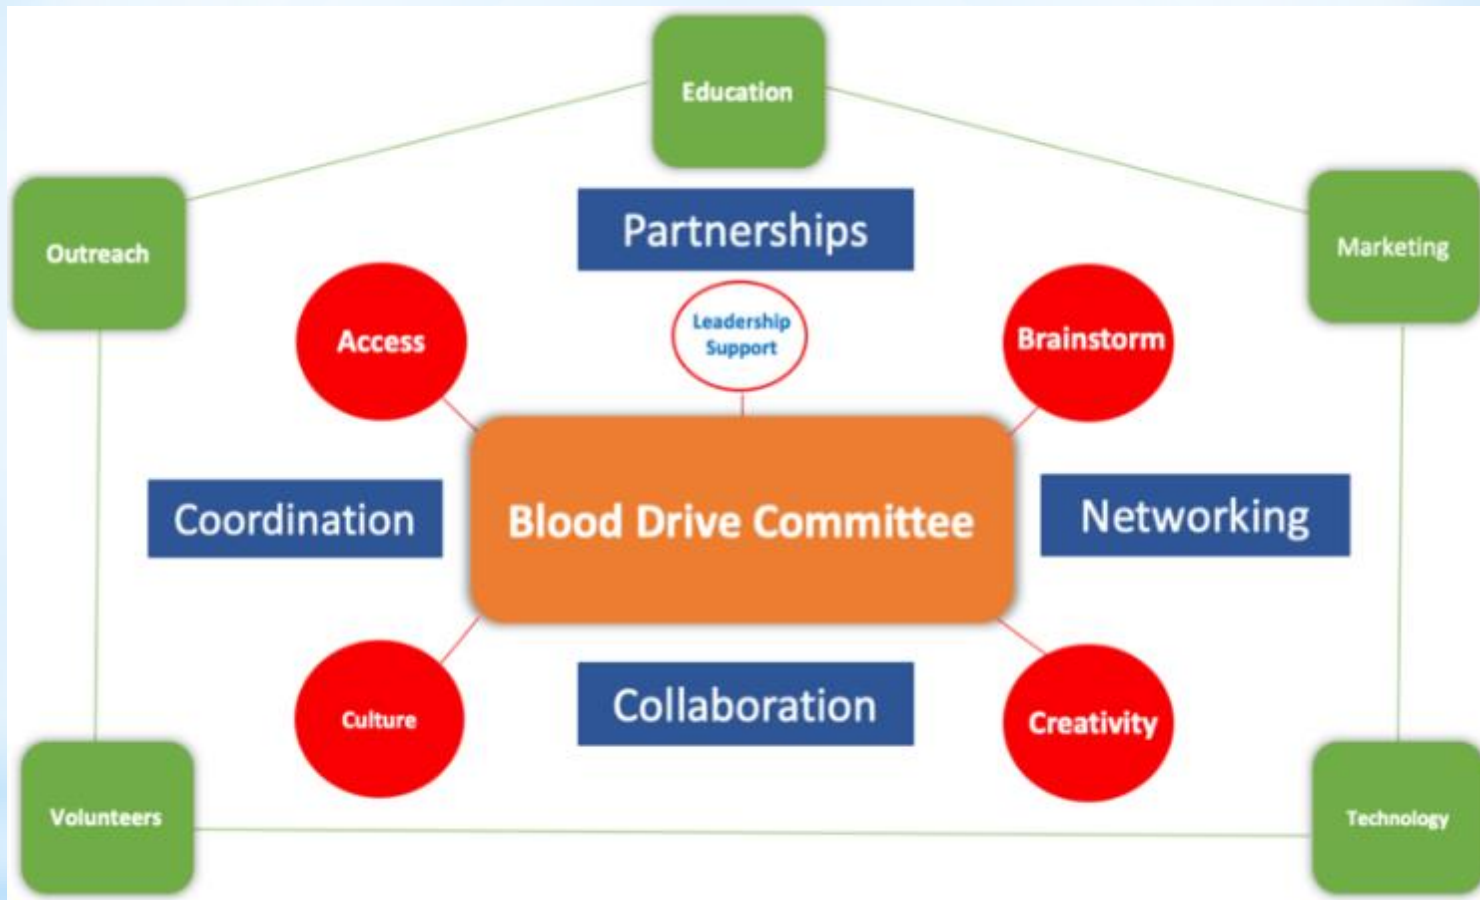 Education
Outreach
Partnerships
Marketing
Access
Leadership
Support
Brainstorm
Coordination
Blood Drive Committee
Networking
Culture
Collaboration
Creativity
Volunteers
Technology